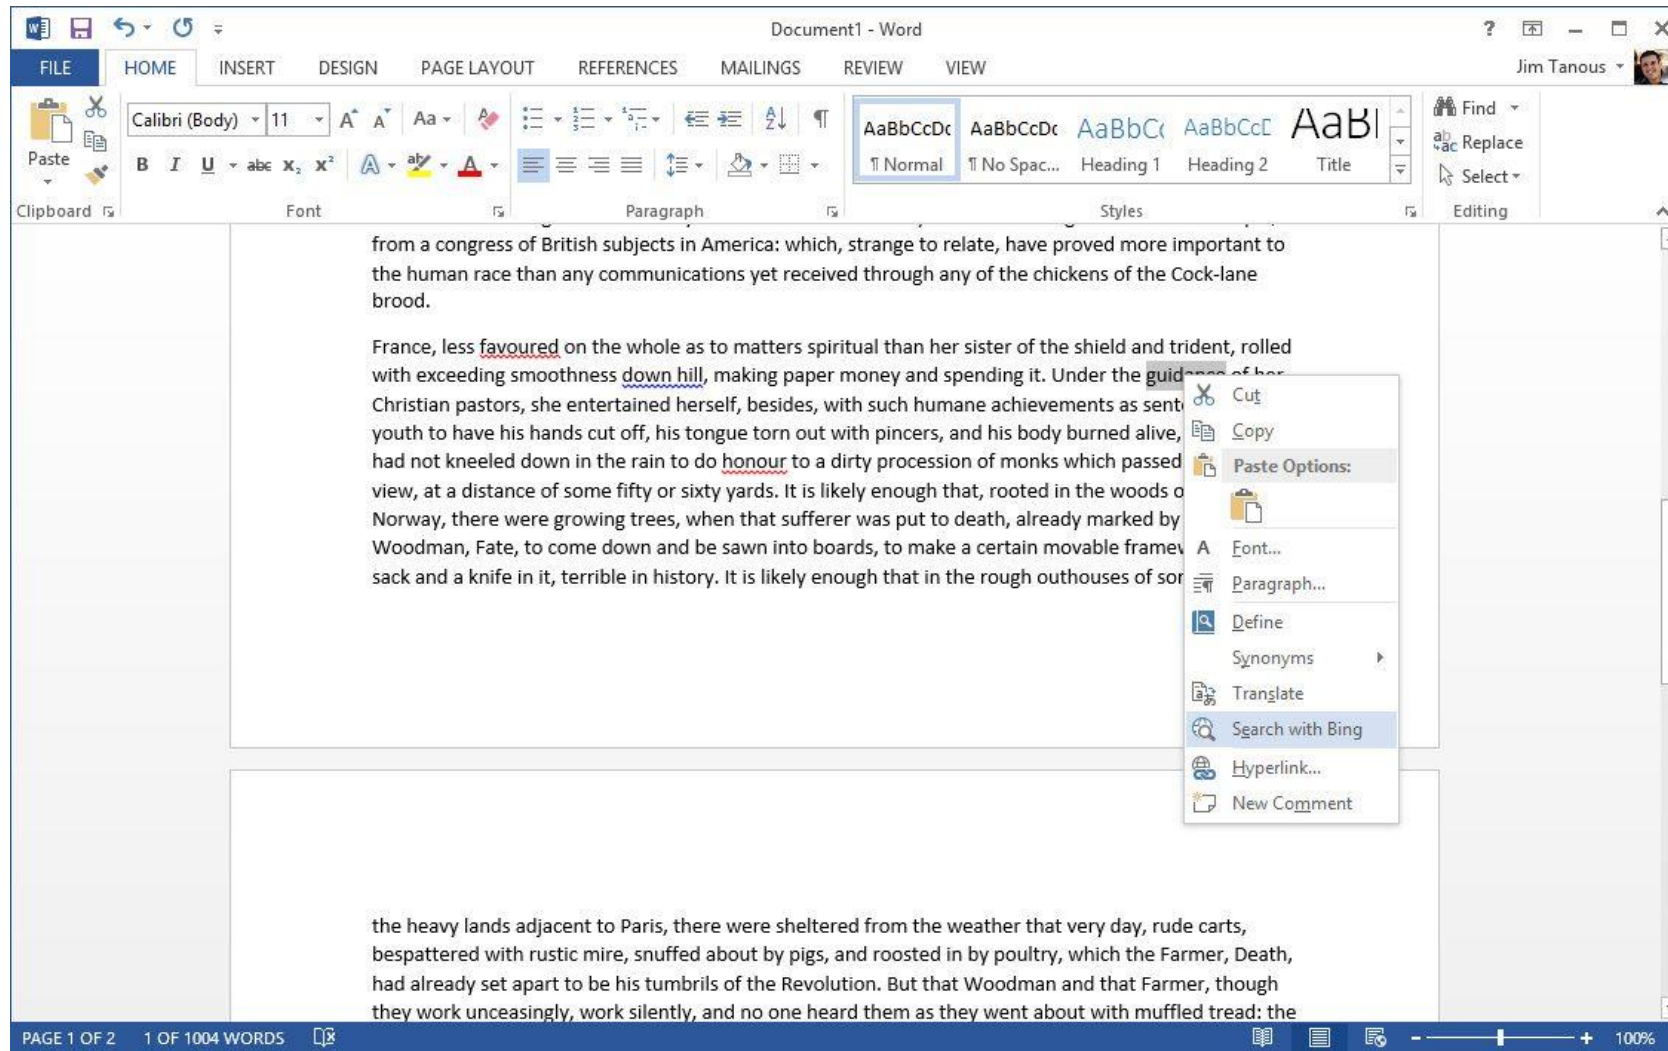 Document1 - Word
?
FILE HOME INSERT DESIGN PAGE LAYOUT REFERENCES MAILINGS REVIEW VIEW Jim Tanous
Paste
Clipboard
Calibri (Body) 11 Aa
B I U abc X₂ X²
Font
Paragraph
AaBbCcDc AaBbCcDc AaBbC AaBbCcD AaBl
¶ Normal ¶ No Spac... Heading 1 Heading 2 Title
Styles
Find
Replace
Select
Editing
from a congress of British subjects in America: which, strange to relate, have proved more important to
the human race than any communications yet received through any of the chickens of the Cock-lane
brood.
France, less favoured on the whole as to matters spiritual than her sister of the shield and trident, rolled
with exceeding smoothness down hill, making paper money and spending it. Under the guidance of her
Christian pastors, she entertained herself, besides, with such humane achievements as sent
youth to have his hands cut off, his tongue torn out with pincers, and his body burned alive,
had not kneeled down in the rain to do honour to a dirty procession of monks which passed
view, at a distance of some fifty or sixty yards. It is likely enough that, rooted in the woods o
Norway, there were growing trees, when that sufferer was put to death, already marked by
Woodman, Fate, to come down and be sawn into boards, to make a certain movable framew
sack and a knife in it, terrible in history. It is likely enough that in the rough outhouses of sor
Cut
Copy
Paste Options:
Font...
Paragraph...
Define
Synonyms
Translate
Search with Bing
Hyperlink...
New Comment
the heavy lands adjacent to Paris, there were sheltered from the weather that very day, rude carts,
bespattered with rustic mire, snuffed about by pigs, and roosted in by poultry, which the Farmer, Death,
had already set apart to be his tumbrils of the Revolution. But that Woodman and that Farmer, though
they work unceasingly, work silently, and no one heard them as they went about with muffled tread: the
PAGE 1 OF 2 1 OF 1004 WORDS 100%